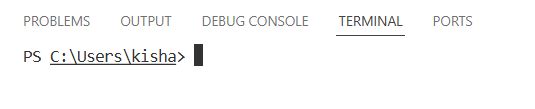 PROBLEMS OUTPUT DEBUG CONSOLE TERMINAL PORTS
PS C:\Users\kisha>